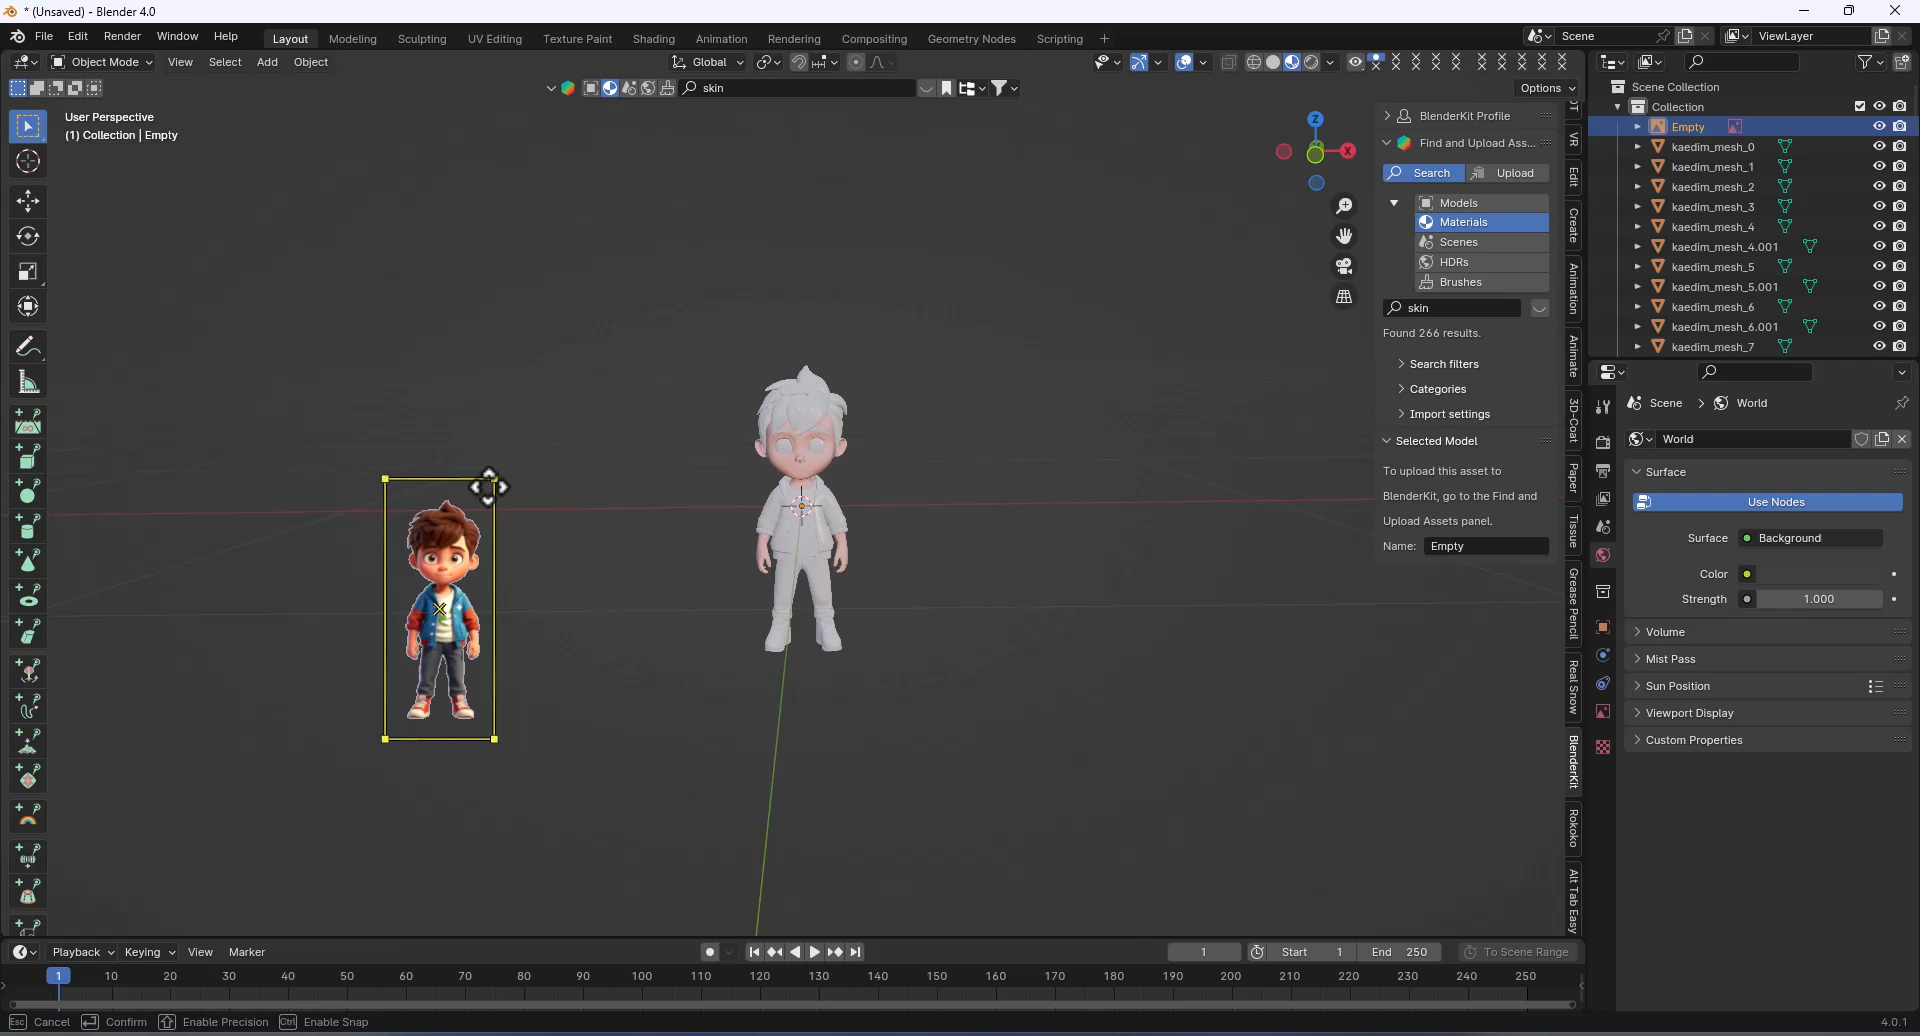 * (Unsaved) - Blender 4.0
File Edit Render Window Help
Layout Modeling Sculpting UV Editing Texture Paint Shading Animation Rendering Compositing Geometry Nodes Scripting +
Scene
ViewLayer
Object Mode View Select Add Object
Global
skin
Options
User Perspective
(1) Collection | Empty
Z
X
BlenderKit Profile
Find and Upload Ass...
Search Upload
Models
Materials
Scenes
HDRs
Brushes
skin
Found 266 results.
Search filters
Categories
Import settings
Selected Model
To upload this asset to
BlenderKit, go to the Find and
Upload Assets panel.
Name: Empty
VR
Edit
Create
Animation
Animate
3D-Coat
Paper
Tissue
Grease Pencil
Real Snow
BlenderKit
Rokoko
Alt Tab Easy
Scene Collection
Collection
Empty
kaedim_mesh_0
kaedim_mesh_1
kaedim_mesh_2
kaedim_mesh_3
kaedim_mesh_4
kaedim_mesh_4.001
kaedim_mesh_5
kaedim_mesh_5.001
kaedim_mesh_6
kaedim_mesh_6.001
kaedim_mesh_7
Scene > World
World
Surface
Use Nodes
Surface Background
Color
Strength 1.000
Volume
Mist Pass
Sun Position
Viewport Display
Custom Properties
Playback Keying View Marker
1 Start 1 End 250 To Scene Range
1 10 20 30 40 50 60 70 80 90 100 110 120 130 140 150 160 170 180 190 200 210 220 230 240 250
Esc Cancel Confirm Enable Precision Ctrl Enable Snap
4.0.1